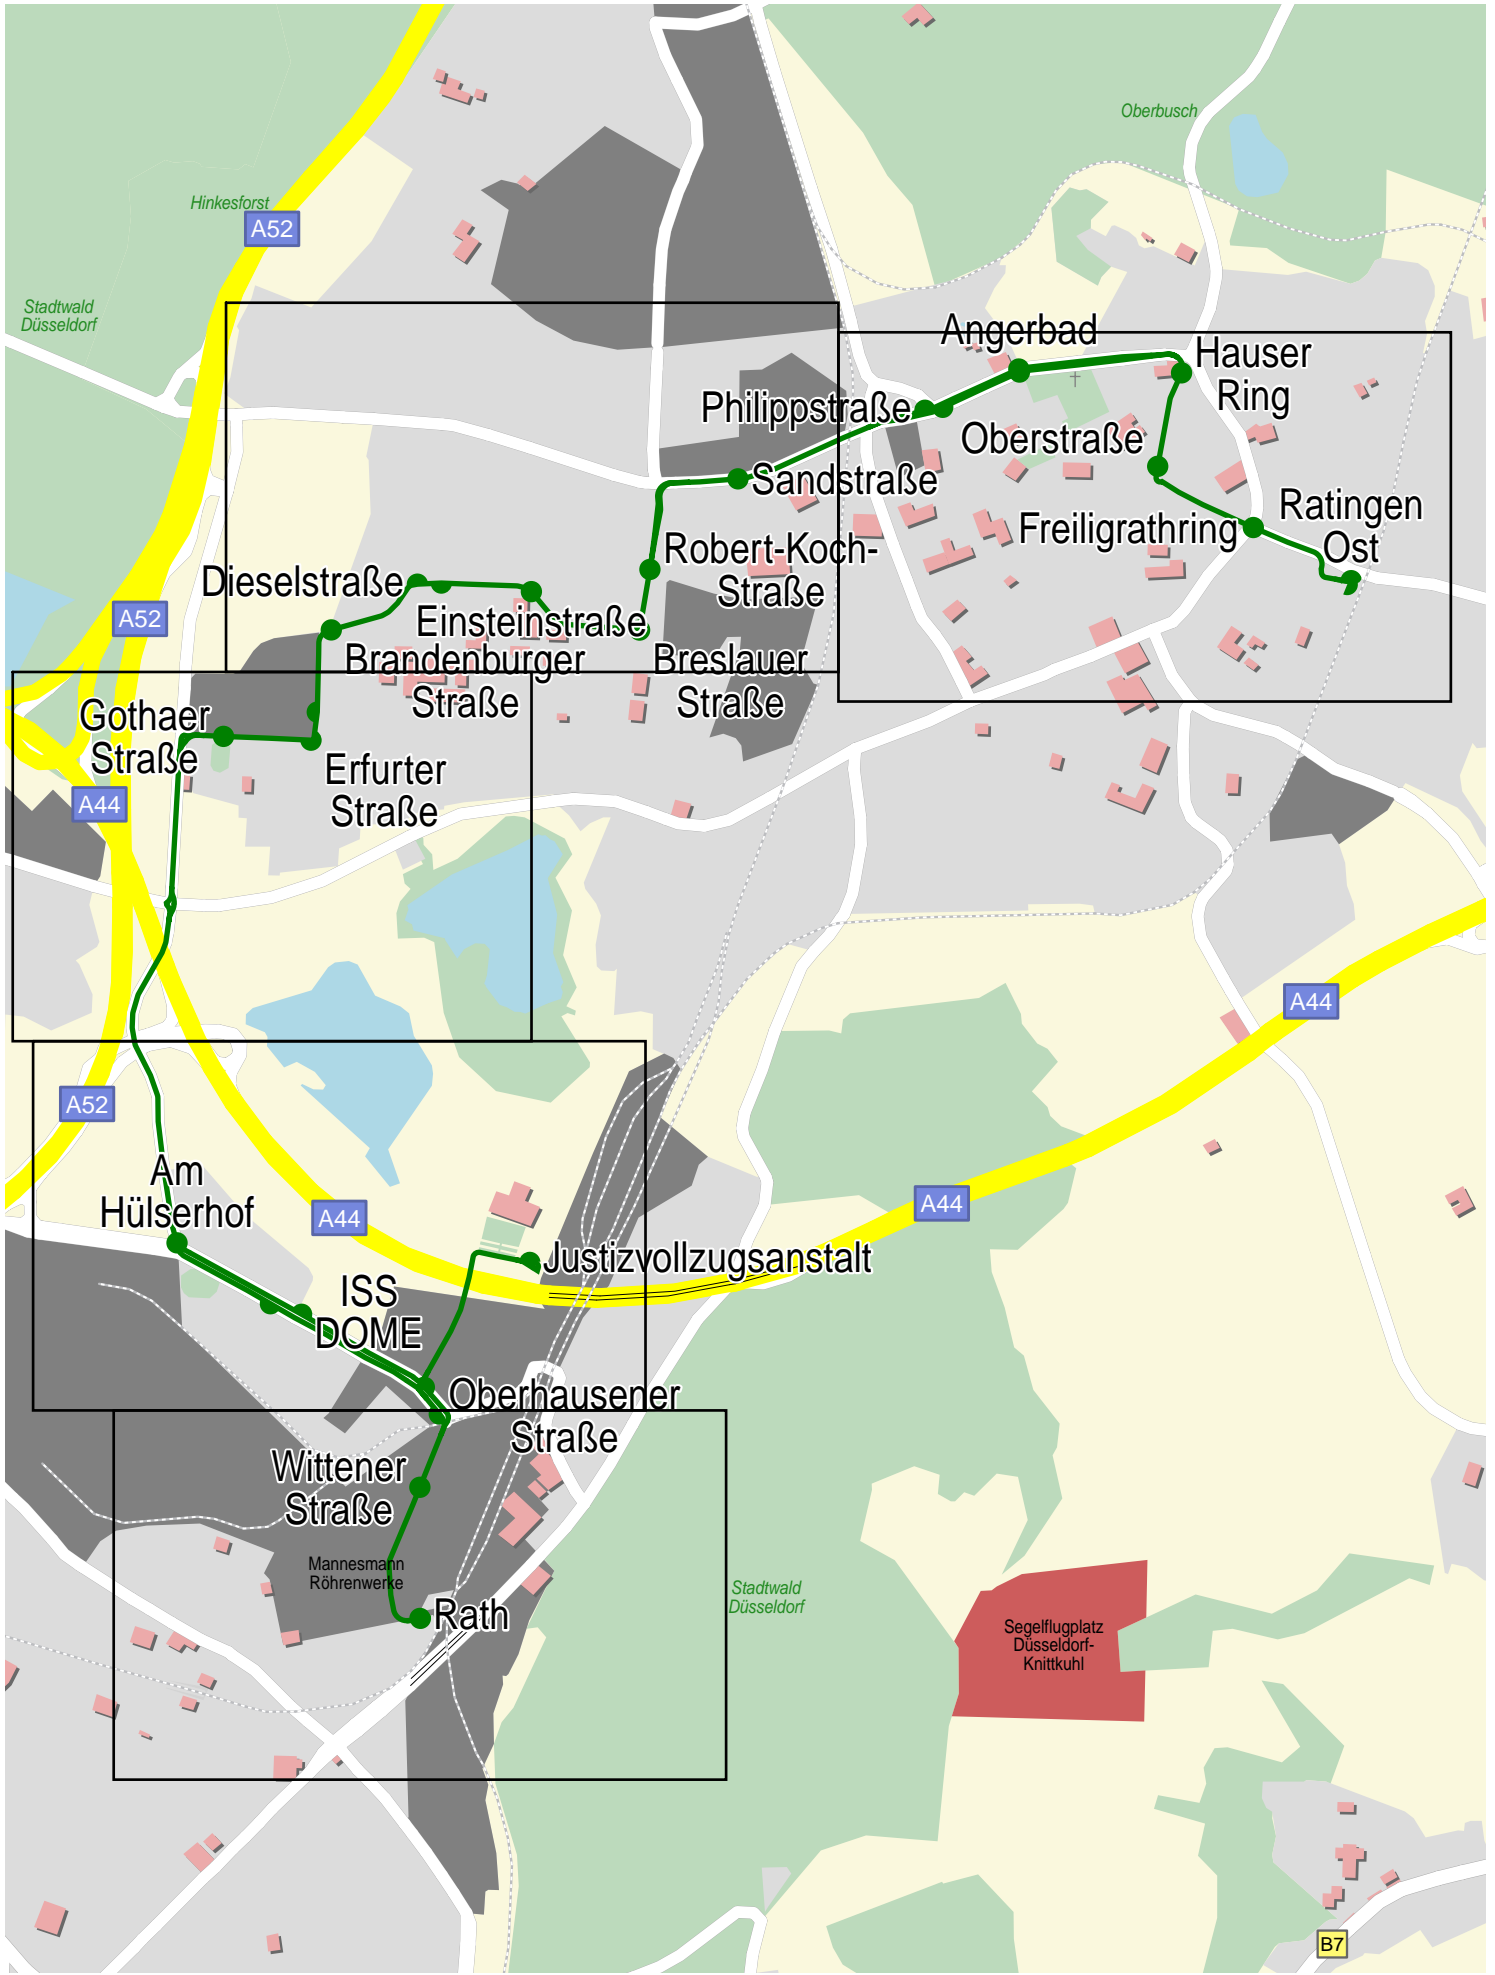 Oberbusch
Hinkesforst
A52
Stadtwald
Düsseldorf
Angerbad
Hauser
Ring
Philippstraße
Oberstraße
Sandstraße
Ratingen
Ost
Freiligrathring
Robert-Koch-
Straße
Dieselstraße
A52
Einsteinstraße
Brandenburger
Straße
Breslauer
Straße
Gothaer
Straße
Erfurter
Straße
A44
A44
A52
Am
Hülserhof
A44
A44
Justizvollzugsanstalt
ISS
DOME
Oberhausener
Straße
Wittener
Straße
Mannesmann
Röhrenwerke
Rath
Stadtwald
Düsseldorf
Segelflugplatz
Düsseldorf-
Knittkuhl
B7